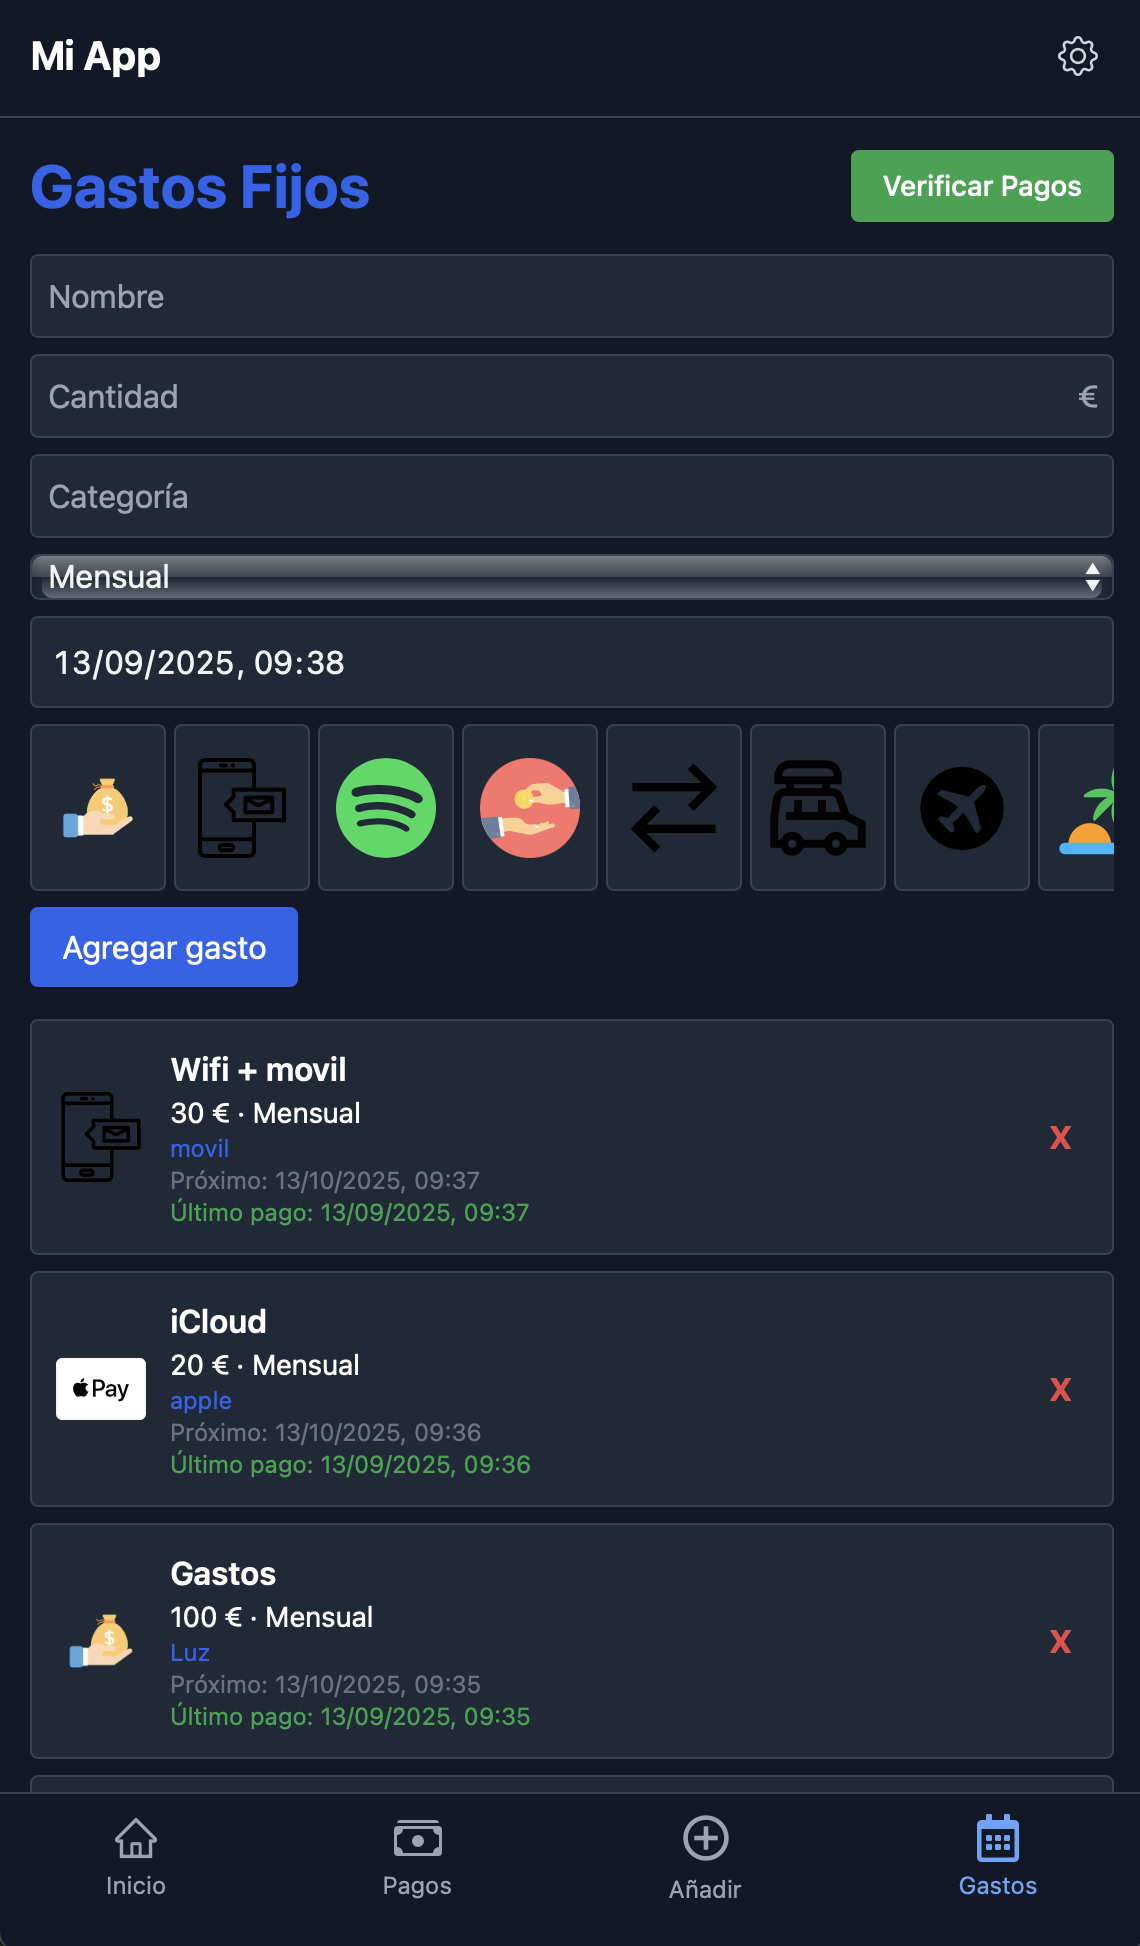 Mi App
Gastos Fijos
Verificar Pagos
Nombre
Cantidad €
Categoría
Mensual
13/09/2025, 09:38
$
Agregar gasto
Wifi + movil
30 € · Mensual
movil
Próximo: 13/10/2025, 09:37
Último pago: 13/09/2025, 09:37
X
iCloud
20 € · Mensual
Pay
apple
Próximo: 13/10/2025, 09:36
Último pago: 13/09/2025, 09:36
X
Gastos
100 € · Mensual
$
Luz
Próximo: 13/10/2025, 09:35
Último pago: 13/09/2025, 09:35
X
Inicio
Pagos
Añadir
Gastos